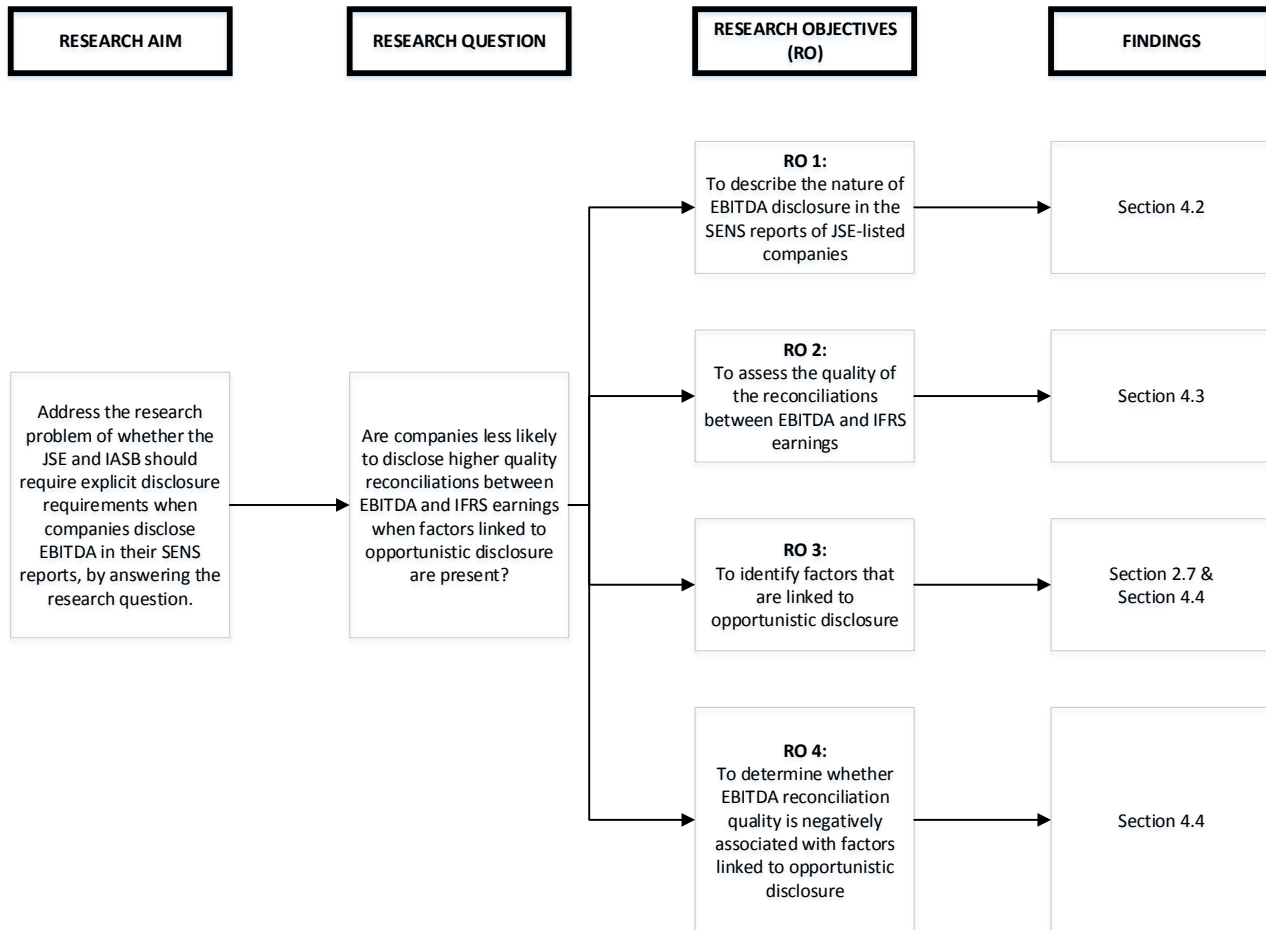 RESEARCH AIM
RESEARCH QUESTION
RESEARCH OBJECTIVES
(RO)
FINDINGS
Address the research
problem of whether the
JSE and IASB should
require explicit disclosure
requirements when
companies disclose
EBITDA in their SENS
reports, by answering the
research question.
Are companies less likely
to disclose higher quality
reconciliations between
EBITDA and IFRS earnings
when factors linked to
opportunistic disclosure
are present?
RO 1:
To describe the nature of
EBITDA disclosure in the
SENS reports of JSE-listed
companies
Section 4.2
RO 2:
To assess the quality of
the reconciliations
between EBITDA and IFRS
earnings
Section 4.3
RO 3:
To identify factors that
are linked to
opportunistic disclosure
Section 2.7 &
Section 4.4
RO 4:
To determine whether
EBITDA reconciliation
quality is negatively
associated with factors
linked to opportunistic
disclosure
Section 4.4